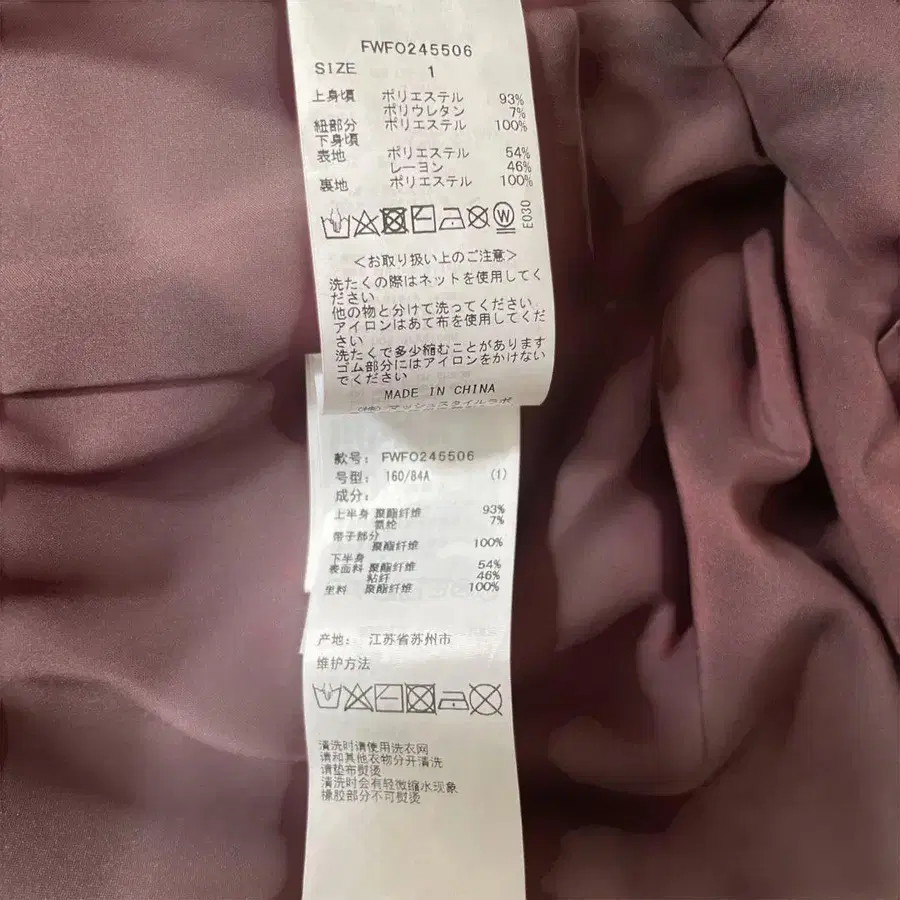 FWFO245506
SIZE 1
上身頃 ポリエステル 93%
ポリウレタン 7%
紐部分 ポリエステル 100%
下身頃
表地 ポリエステル 54%
レーヨン 46%
裏地 ポリエステル 100%
W
E030
＜お取り扱い上のご注意＞
洗たくの際はネットを使用してく
ださい
他の物と分けて洗ってください
アイロンはあて布を使用してくだ
さい
洗たくで多少縮むことがあります
ゴム部分にはアイロンをかけない
でください
MADE IN CHINA
(株)マッシュスタイルラボ
款号: FWFO245506
号型: 160/84A (1)
成分:
上半身 聚酯纤维 93%
氨纶 7%
带子部分
聚酯纤维 100%
下半身
表面料 聚酯纤维 54%
粘纤 46%
里料 聚酯纤维 100%
产地: 江苏省苏州市
维护方法
清洗时请使用洗衣网
请和其他衣物分开清洗
请垫布熨烫
清洗时会有轻微缩水现象
橡胶部分不可熨烫